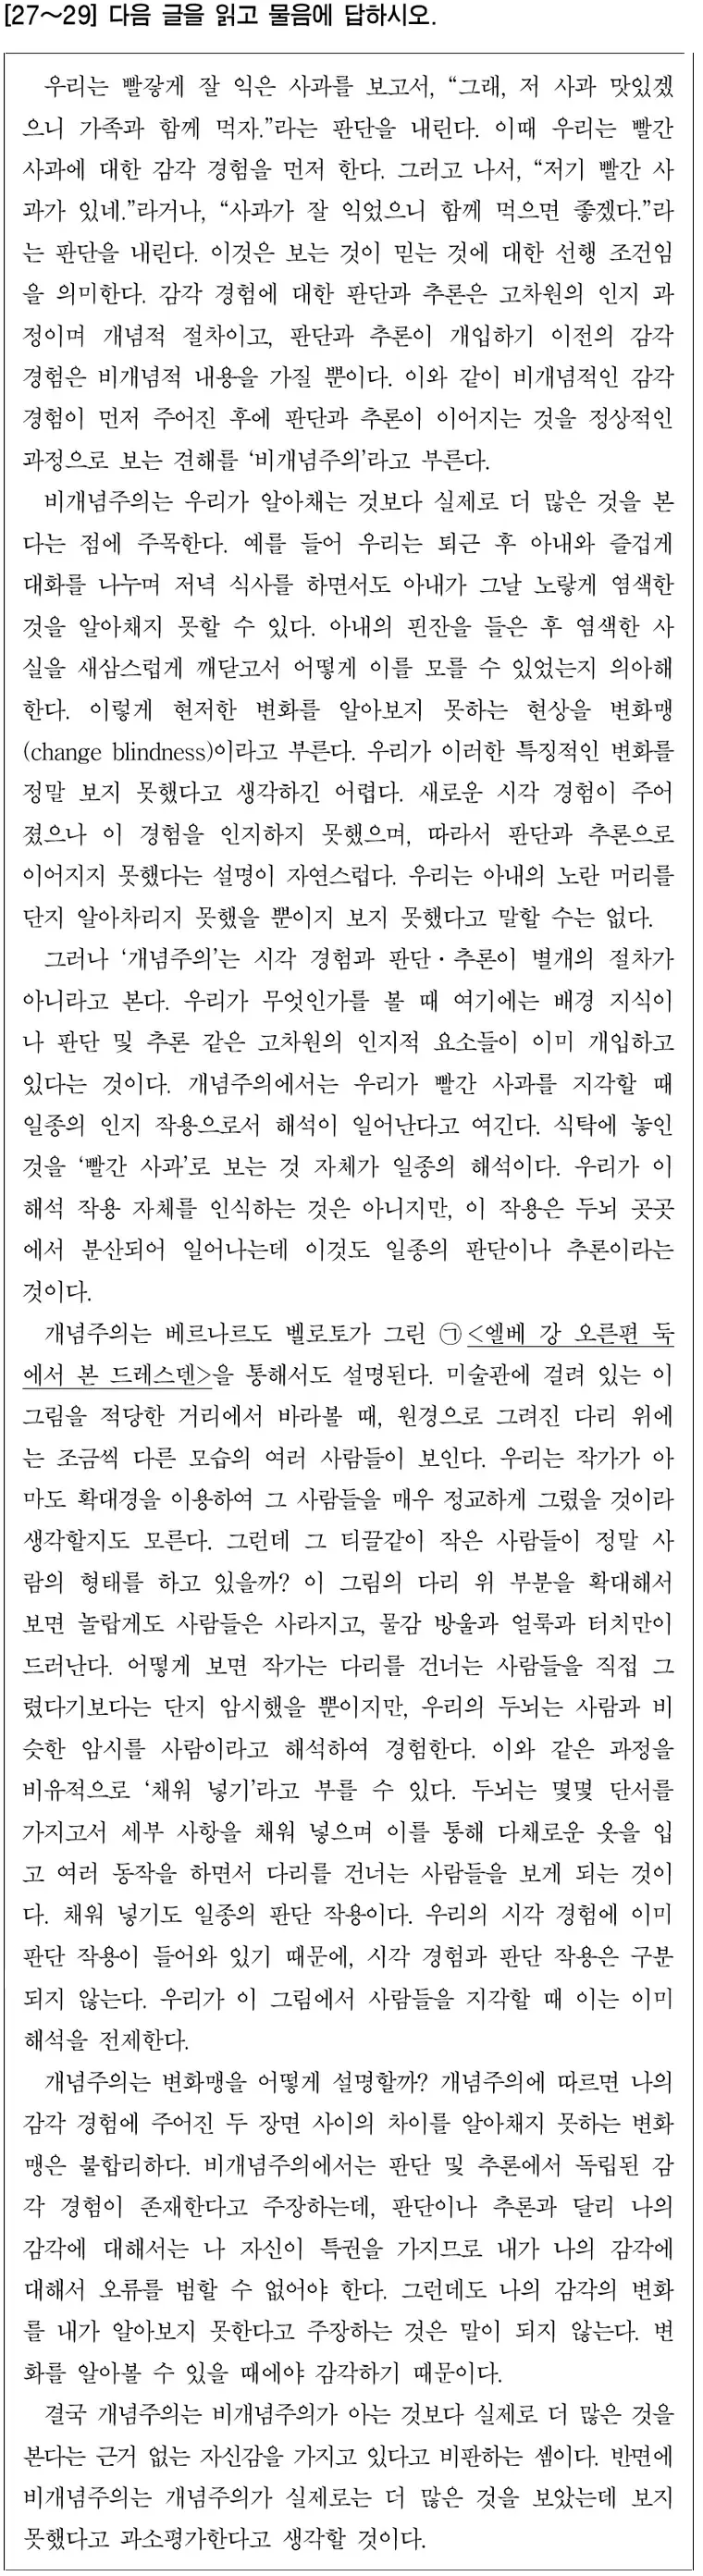 [27～29] 다음 글을 읽고 물음에 답하시오.
우리는 빨갛게 잘 익은 사과를 보고서, “그래, 저 사과 맛있겠
으니 가족과 함께 먹자.”라는 판단을 내린다. 이때 우리는 빨간
사과에 대한 감각 경험을 먼저 한다. 그러고 나서, “저기 빨간 사
과가 있네.”라거나, “사과가 잘 익었으니 함께 먹으면 좋겠다.”라
는 판단을 내린다. 이것은 보는 것이 믿는 것에 대한 선행 조건임
을 의미한다. 감각 경험에 대한 판단과 추론은 고차원의 인지 과
정이며 개념적 절차이고, 판단과 추론이 개입하기 이전의 감각
경험은 비개념적 내용을 가질 뿐이다. 이와 같이 비개념적인 감각
경험이 먼저 주어진 후에 판단과 추론이 이어지는 것을 정상적인
과정으로 보는 견해를 ‘비개념주의’라고 부른다.
비개념주의는 우리가 알아채는 것보다 실제로 더 많은 것을 본
다는 점에 주목한다. 예를 들어 우리는 퇴근 후 아내와 즐겁게
대화를 나누며 저녁 식사를 하면서도 아내가 그날 노랗게 염색한
것을 알아채지 못할 수 있다. 아내의 핀잔을 들은 후 염색한 사
실을 새삼스럽게 깨닫고서 어떻게 이를 모를 수 있었는지 의아해
한다. 이렇게 현저한 변화를 알아보지 못하는 현상을 변화맹
(change blindness)이라고 부른다. 우리가 이러한 특징적인 변화를
정말 보지 못했다고 생각하긴 어렵다. 새로운 시각 경험이 주어
졌으나 이 경험을 인지하지 못했으며, 따라서 판단과 추론으로
이어지지 못했다는 설명이 자연스럽다. 우리는 아내의 노란 머리를
단지 알아차리지 못했을 뿐이지 보지 못했다고 말할 수는 없다.
그러나 ‘개념주의’는 시각 경험과 판단･추론이 별개의 절차가
아니라고 본다. 우리가 무엇인가를 볼 때 여기에는 배경 지식이
나 판단 및 추론 같은 고차원의 인지적 요소들이 이미 개입하고
있다는 것이다. 개념주의에서는 우리가 빨간 사과를 지각할 때
일종의 인지 작용으로서 해석이 일어난다고 여긴다. 식탁에 놓인
것을 ‘빨간 사과’로 보는 것 자체가 일종의 해석이다. 우리가 이
해석 작용 자체를 인식하는 것은 아니지만, 이 작용은 두뇌 곳곳
에서 분산되어 일어나는데 이것도 일종의 판단이나 추론이라는
것이다.
개념주의는 베르나르도 벨로토가 그린 ㉠<엘베 강 오른편 둑
에서 본 드레스덴>을 통해서도 설명된다. 미술관에 걸려 있는 이
그림을 적당한 거리에서 바라볼 때, 원경으로 그려진 다리 위에
는 조금씩 다른 모습의 여러 사람들이 보인다. 우리는 작가가 아
마도 확대경을 이용하여 그 사람들을 매우 정교하게 그렸을 것이라
생각할지도 모른다. 그런데 그 티끌같이 작은 사람들이 정말 사
람의 형태를 하고 있을까? 이 그림의 다리 위 부분을 확대해서
보면 놀랍게도 사람들은 사라지고, 물감 방울과 얼룩과 터치만이
드러난다. 어떻게 보면 작가는 다리를 건너는 사람들을 직접 그
렸다기보다는 단지 암시했을 뿐이지만, 우리의 두뇌는 사람과 비
슷한 암시를 사람이라고 해석하여 경험한다. 이와 같은 과정을
비유적으로 ‘채워 넣기’라고 부를 수 있다. 두뇌는 몇몇 단서를
가지고서 세부 사항을 채워 넣으며 이를 통해 다채로운 옷을 입
고 여러 동작을 하면서 다리를 건너는 사람들을 보게 되는 것이
다. 채워 넣기도 일종의 판단 작용이다. 우리의 시각 경험에 이미
판단 작용이 들어와 있기 때문에, 시각 경험과 판단 작용은 구분
되지 않는다. 우리가 이 그림에서 사람들을 지각할 때 이는 이미
해석을 전제한다.
개념주의는 변화맹을 어떻게 설명할까? 개념주의에 따르면 나의
감각 경험에 주어진 두 장면 사이의 차이를 알아채지 못하는 변화
맹은 불합리하다. 비개념주의에서는 판단 및 추론에서 독립된 감
각 경험이 존재한다고 주장하는데, 판단이나 추론과 달리 나의
감각에 대해서는 나 자신이 특권을 가지므로 내가 나의 감각에
대해서 오류를 범할 수 없어야 한다. 그런데도 나의 감각의 변화
를 내가 알아보지 못한다고 주장하는 것은 말이 되지 않는다. 변
화를 알아볼 수 있을 때에야 감각하기 때문이다.
결국 개념주의는 비개념주의가 아는 것보다 실제로 더 많은 것을
본다는 근거 없는 자신감을 가지고 있다고 비판하는 셈이다. 반면에
비개념주의는 개념주의가 실제로는 더 많은 것을 보았는데 보지
못했다고 과소평가한다고 생각할 것이다.